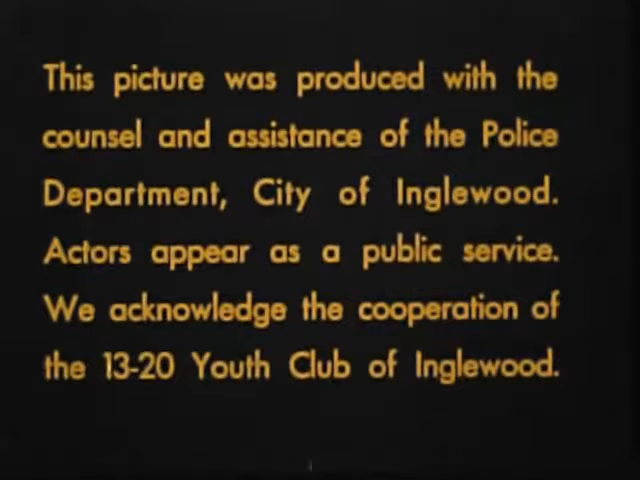 This picture was produced with the
counsel and assistance of the Police
Department, City of Inglewood.
Actors appear as a public service.
We acknowledge the cooperation of
the 13-20 Youth Club of Inglewood.